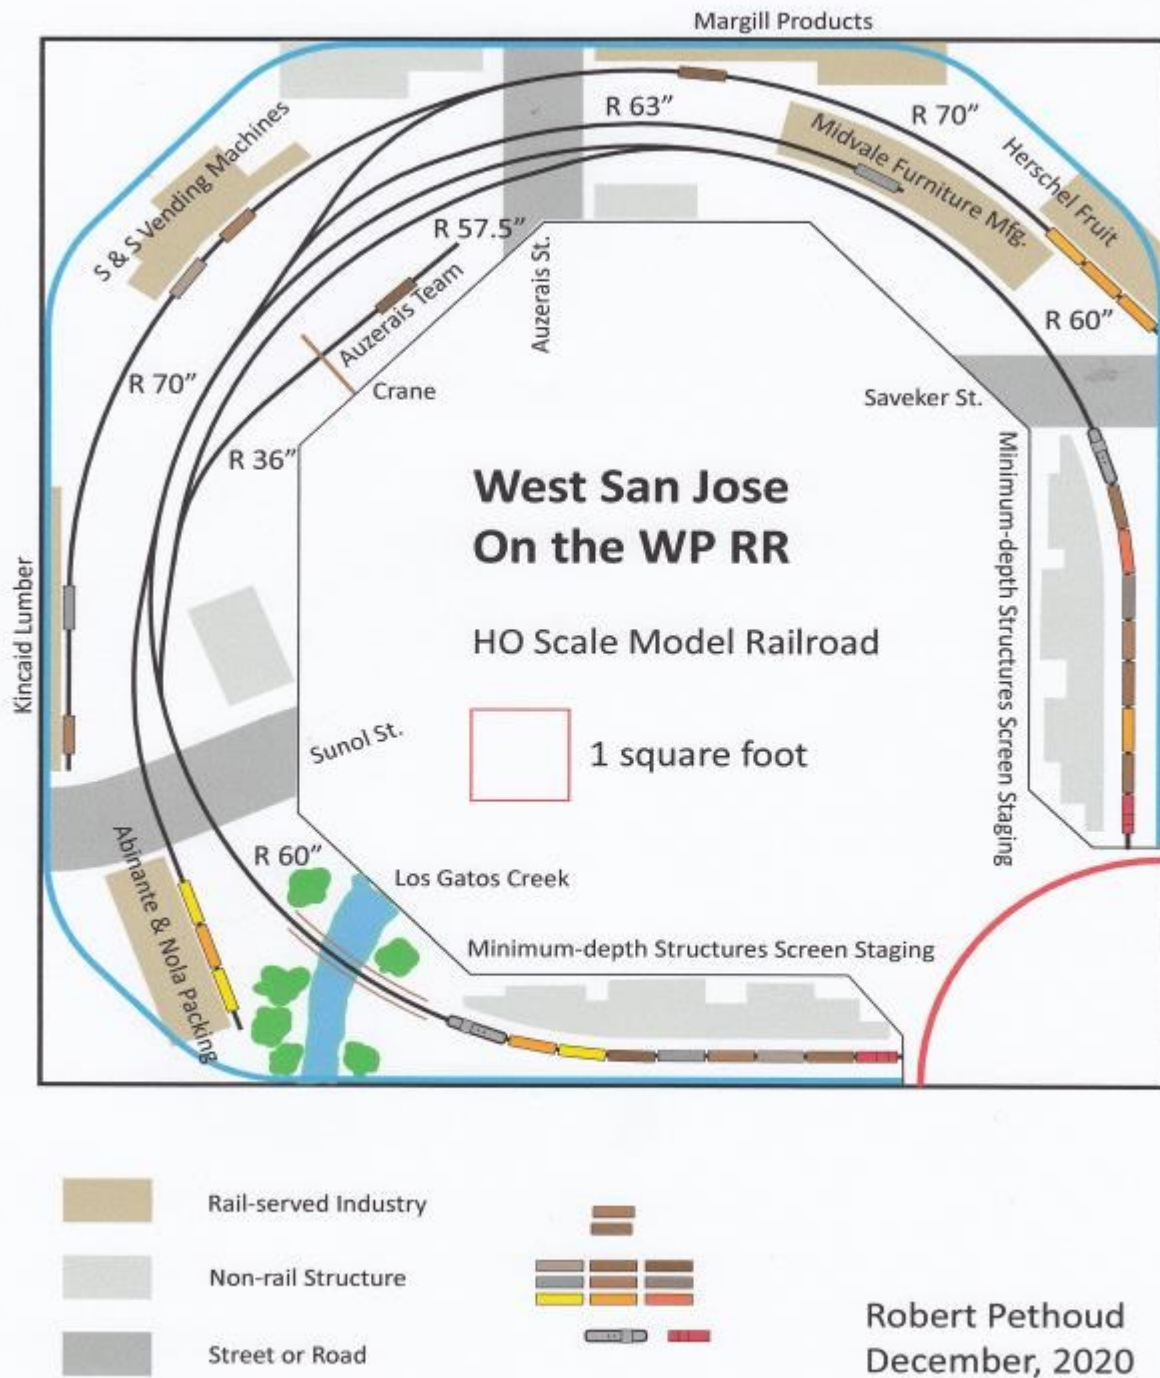 Margill Products
R 63”
R 70”
Midvale Furniture Mfg.
Herschel Fruit
S & S Vending Machines
R 57.5”
Auzerais Team
Auzerais St.
R 60”
R 70”
Crane
Saveker St.
R 36”
West San Jose
On the WP RR
Minimum-depth Structures Screen Staging
Kincaid Lumber
HO Scale Model Railroad
1 square foot
Sunol St.
Abinante & Nola Packing
R 60”
Los Gatos Creek
Minimum-depth Structures Screen Staging
Rail-served Industry
Non-rail Structure
Street or Road
Robert Pethoud
December, 2020